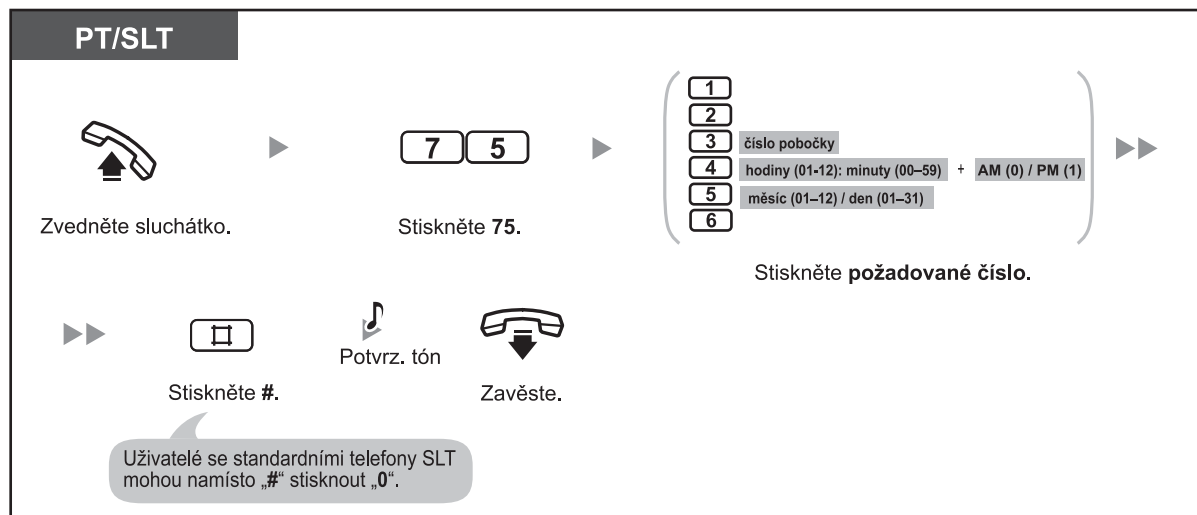 PT/SLT
7 5
1
2
3 číslo pobočky
4 hodiny (01-12): minuty (00–59) + AM (0) / PM (1)
5 měsíc (01–12) / den (01–31)
6
Zvedněte sluchátko.
Stiskněte 75.
Stiskněte požadované číslo.
#
Potvrz. tón
Stiskněte #.
Zavěste.
Uživatelé se standardními telefony SLT
mohou namísto „#“ stisknout „0“.